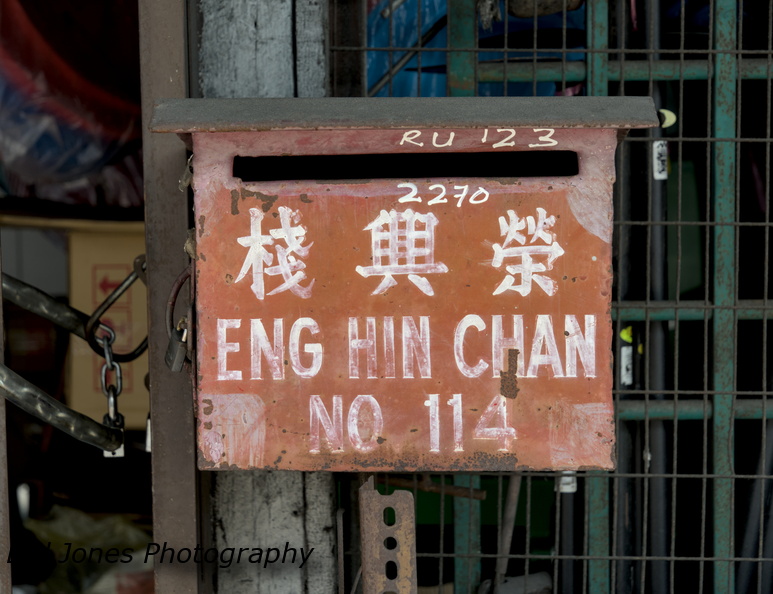 RU 123
2270
棧興榮
ENG HIN CHAN
NO 114
Jones Photography